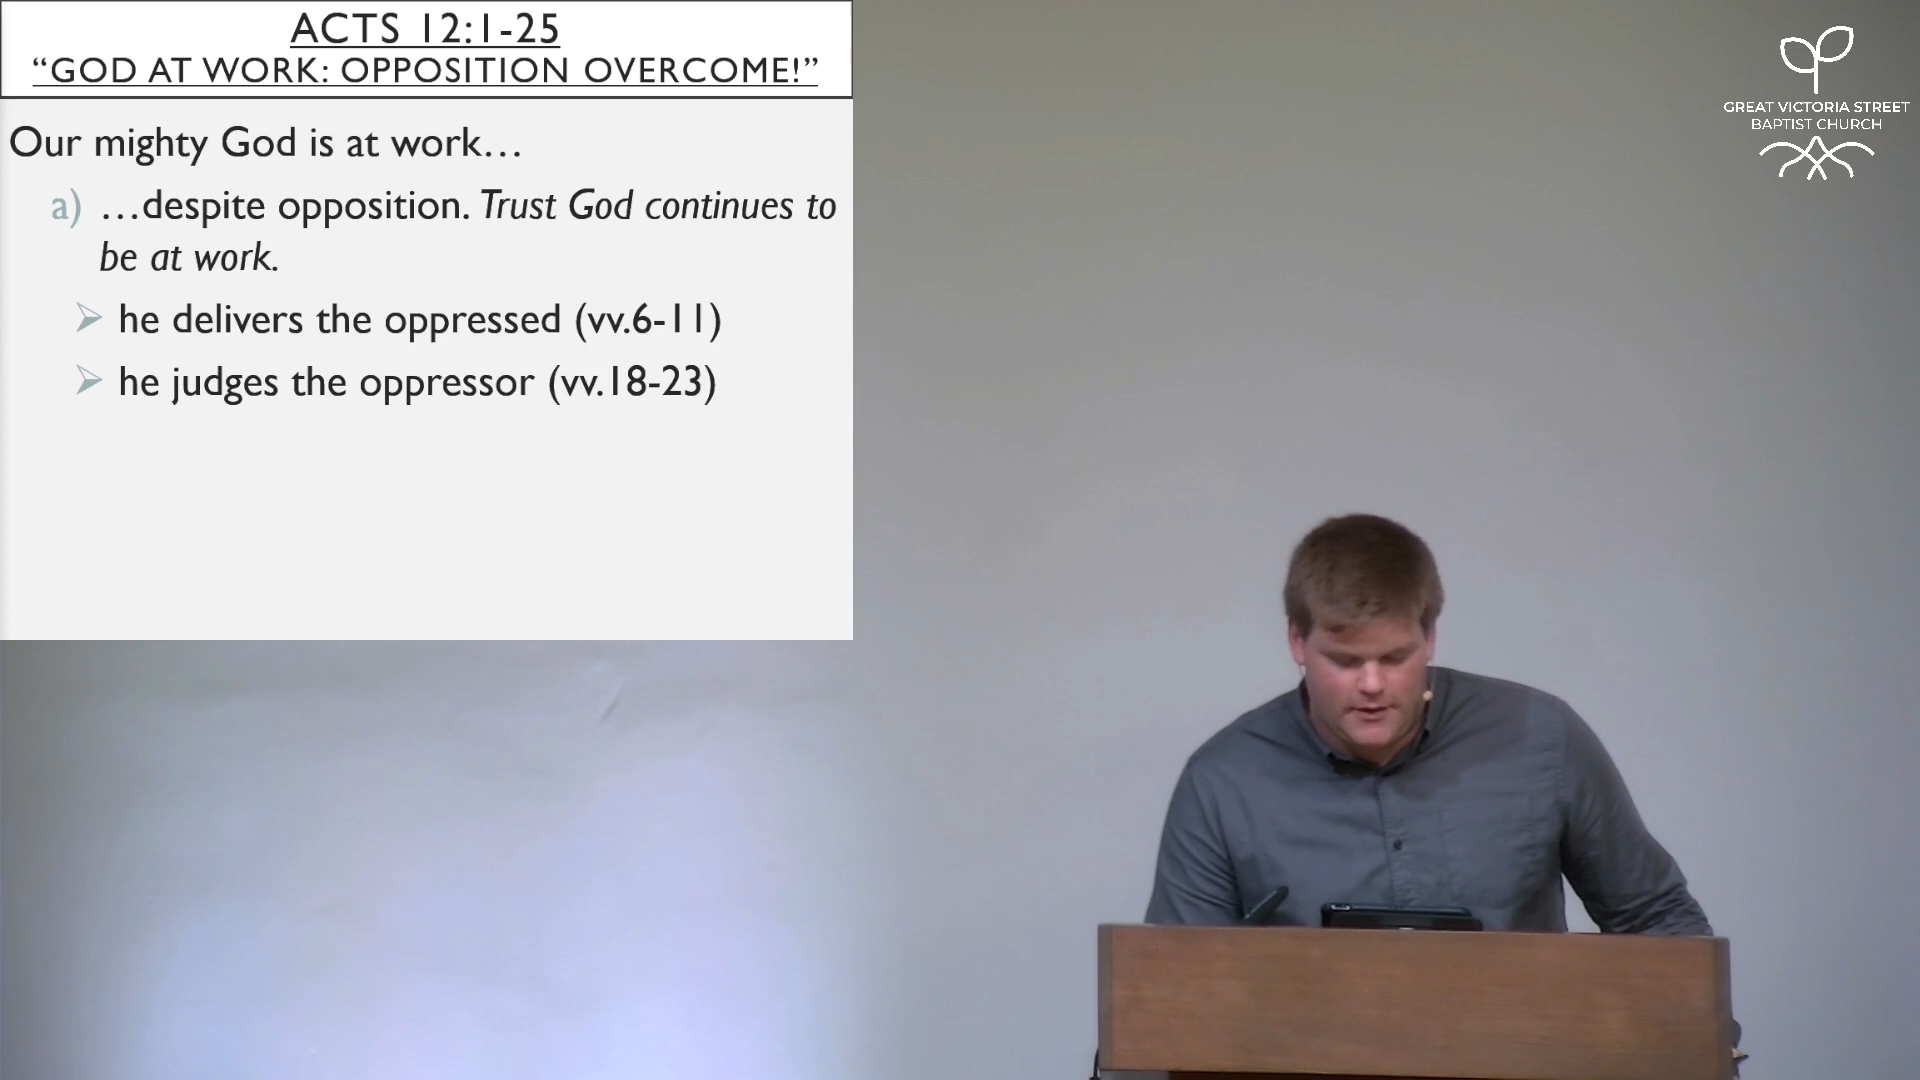 ACTS 12:1-25
“GOD AT WORK: OPPOSITION OVERCOME!”
Our mighty God is at work…
a) …despite opposition. Trust God continues to
be at work.
➢ he delivers the oppressed (vv.6-11)
➢ he judges the oppressor (vv.18-23)
GREAT VICTORIA STREET
BAPTIST CHURCH